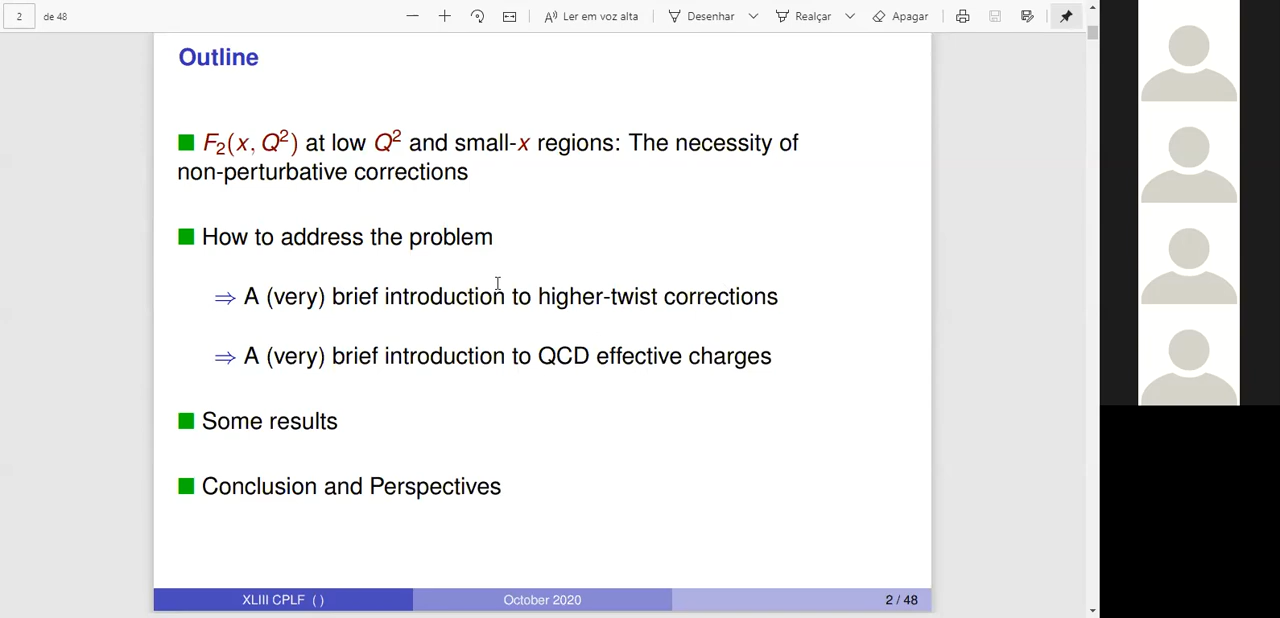 2 de 48 Ler em voz alta Desenhar Realçar Apagar
Outline
F₂(x, Q²) at low Q² and small-x regions: The necessity of
non-perturbative corrections
How to address the problem
⇒ A (very) brief introduction to higher-twist corrections
⇒ A (very) brief introduction to QCD effective charges
Some results
Conclusion and Perspectives
XLIII CPLF ( ) October 2020 2 / 48